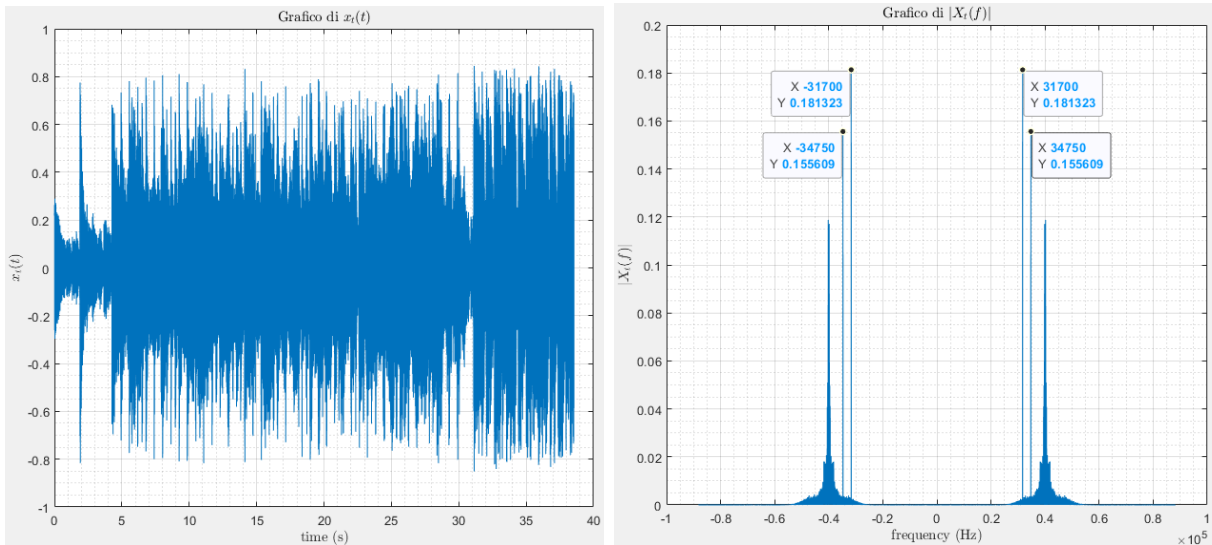 Grafico di x_t(t)
1
0.8
0.6
0.4
0.2
0
-0.2
-0.4
-0.6
-0.8
-1
x_t(t)
0 5 10 15 20 25 30 35 40
time (s)
Grafico di |X_t(f)|
0.2
0.18
0.16
0.14
0.12
0.1
0.08
0.06
0.04
0.02
0
|X_t(f)|
X -31700
Y 0.181323
X 31700
Y 0.181323
X -34750
Y 0.155609
X 34750
Y 0.155609
-1 -0.8 -0.6 -0.4 -0.2 0 0.2 0.4 0.6 0.8 1
frequency (Hz)
×10^5